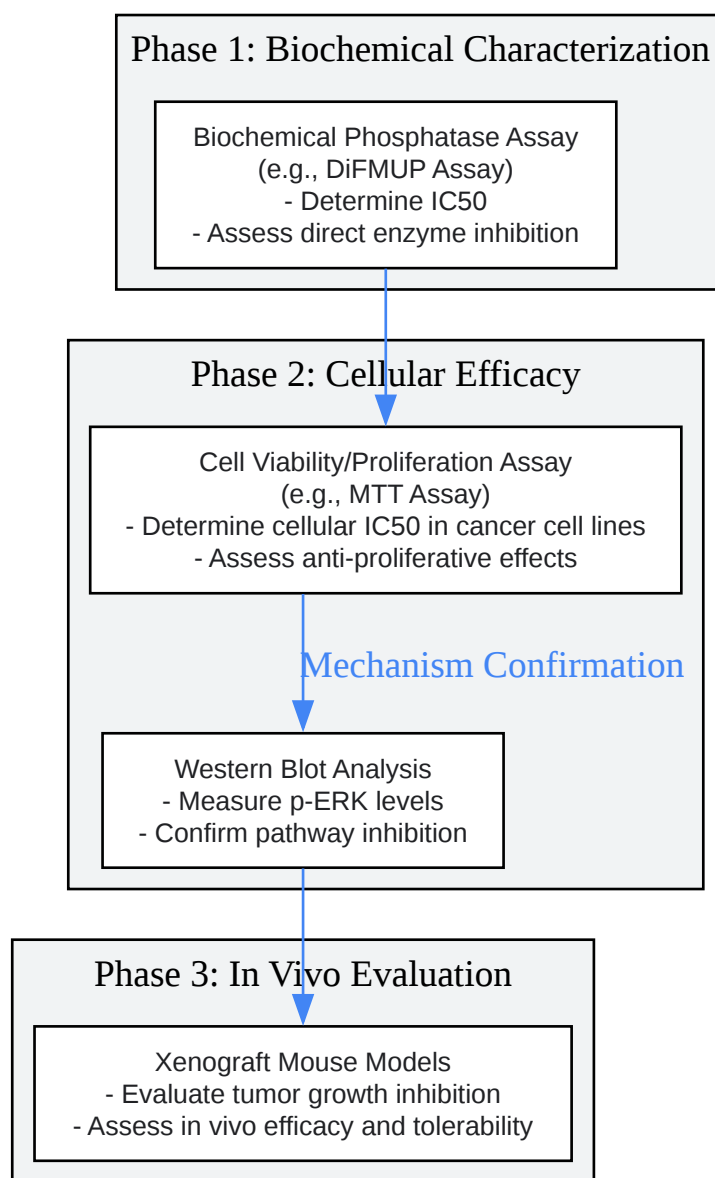 Phase 1: Biochemical Characterization
Biochemical Phosphatase Assay
(e.g., DiFMUP Assay)
- Determine IC50
- Assess direct enzyme inhibition
Phase 2: Cellular Efficacy
Cell Viability/Proliferation Assay
(e.g., MTT Assay)
- Determine cellular IC50 in cancer cell lines
- Assess anti-proliferative effects
Mechanism Confirmation
Western Blot Analysis
- Measure p-ERK levels
- Confirm pathway inhibition
Phase 3: In Vivo Evaluation
Xenograft Mouse Models
- Evaluate tumor growth inhibition
- Assess in vivo efficacy and tolerability